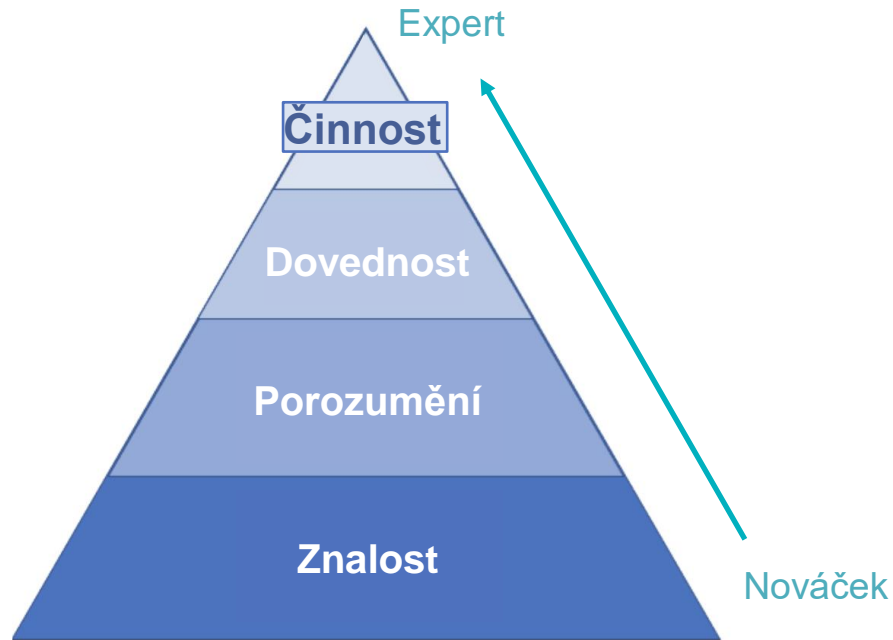 Expert
Činnost
Dovednost
Porozumění
Znalost
Nováček